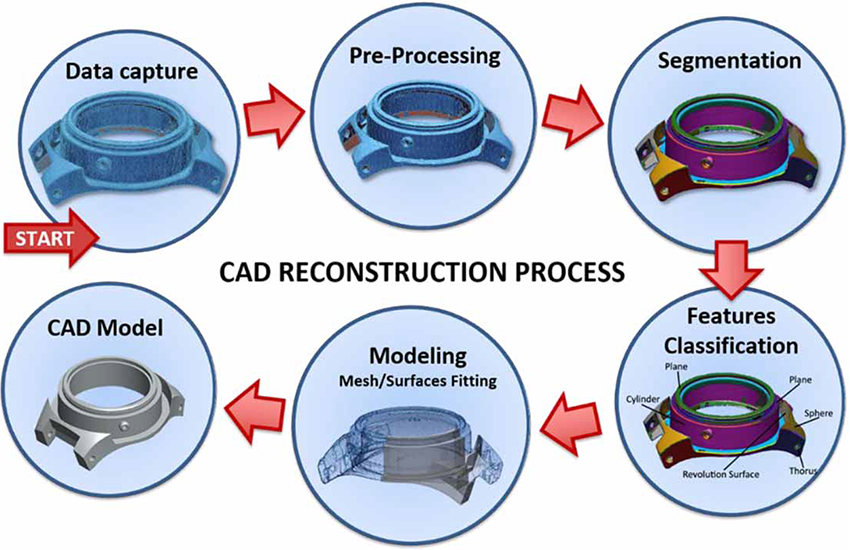 Data capture
START
Pre-Processing
Segmentation
CAD RECONSTRUCTION PROCESS
Features
Classification
Plane
Plane
Cylinder
Sphere
Revolution Surface
Thorus
Modeling
Mesh/Surfaces Fitting
CAD Model